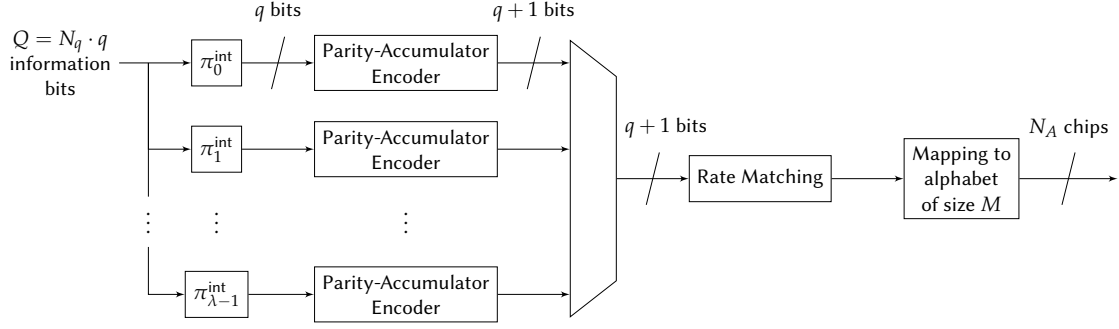 Q = N_q · q
information
bits
π_0^int
q bits
Parity-Accumulator
Encoder
q + 1 bits
π_1^int
Parity-Accumulator
Encoder
q + 1 bits
Rate Matching
Mapping to
alphabet
of size M
N_A chips
⋮ ⋮ ⋮
π_{λ−1}^int
Parity-Accumulator
Encoder